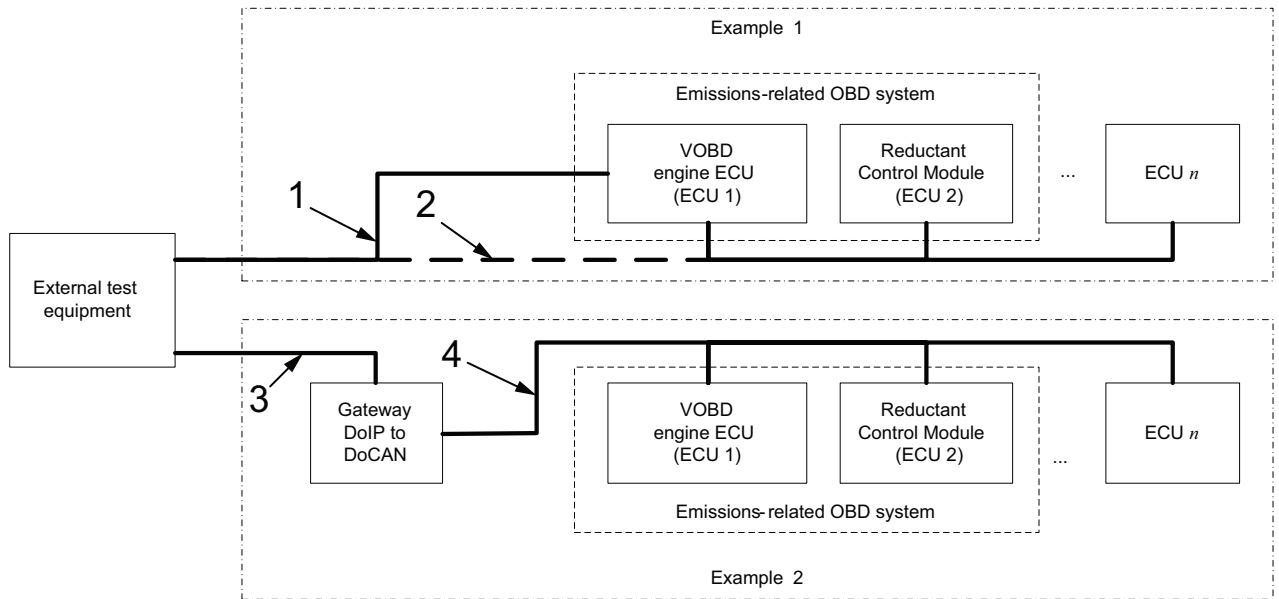 Example 1
Emissions-related OBD system
VOBD
engine ECU
(ECU 1)
Reductant
Control Module
(ECU 2)
...
ECU n
1
2
External test
equipment
3
4
Gateway
DoIP to
DoCAN
VOBD
engine ECU
(ECU 1)
Reductant
Control Module
(ECU 2)
...
ECU n
Emissions-related OBD system
Example 2